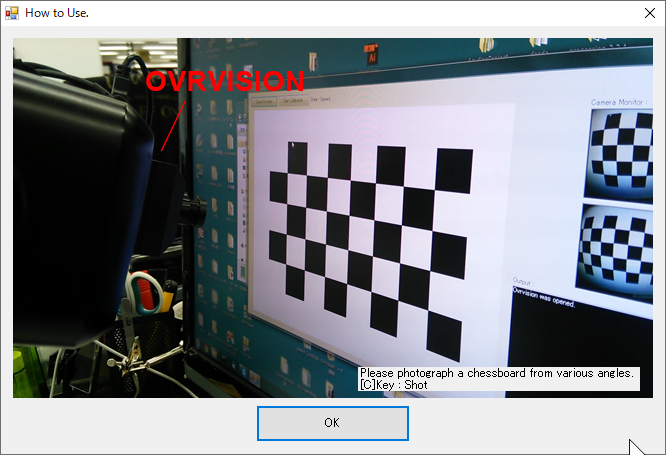 How to Use.
OVRVISION
Ai
Camera Monitor :
Output :
Ovrvision was opened.
Please photograph a chessboard from various angles.
[C]Key : Shot
OK